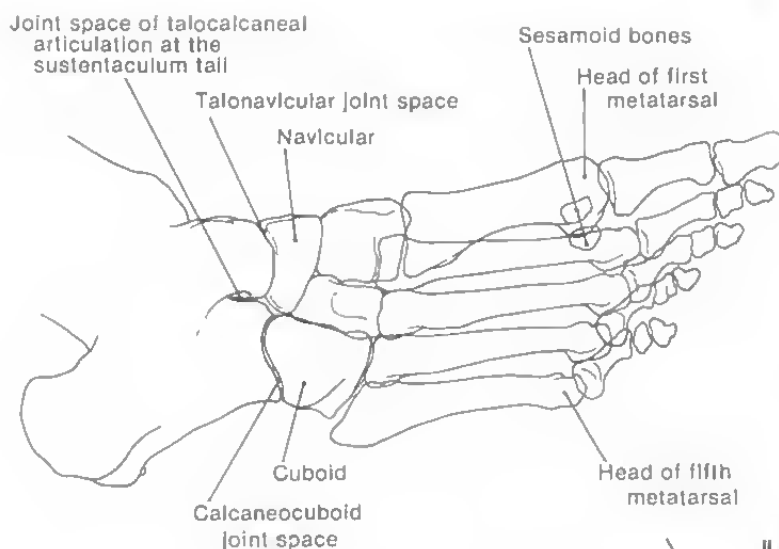 Joint space of talocalcaneal
articulation at the
sustentaculum tali
Sesamoid bones
Head of first
metatarsal
Talonavicular joint space
Navicular
Cuboid
Calcaneocuboid
joint space
Head of fifth
metatarsal